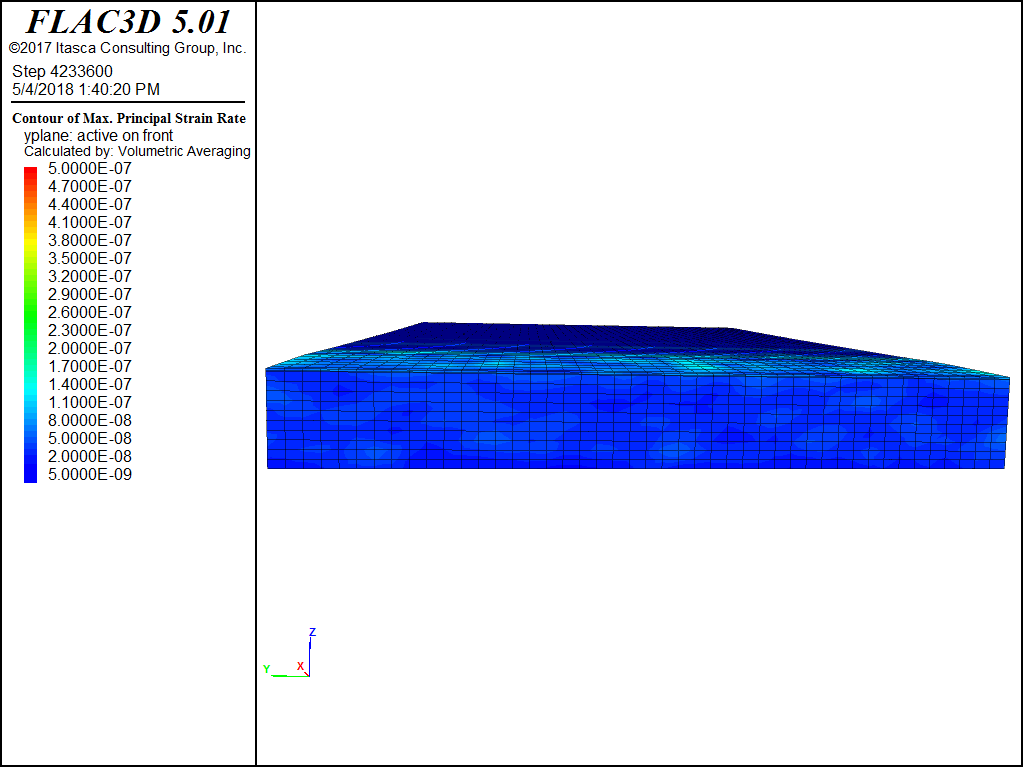 FLAC3D 5.01
©2017 Itasca Consulting Group, Inc.
Step 4233600
5/4/2018 1:40:20 PM
Contour of Max. Principal Strain Rate
yplane: active on front
Calculated by: Volumetric Averaging
5.0000E-07
4.7000E-07
4.4000E-07
4.1000E-07
3.8000E-07
3.5000E-07
3.2000E-07
2.9000E-07
2.6000E-07
2.3000E-07
2.0000E-07
1.7000E-07
1.4000E-07
1.1000E-07
8.0000E-08
5.0000E-08
2.0000E-08
5.0000E-09
Z
Y
X